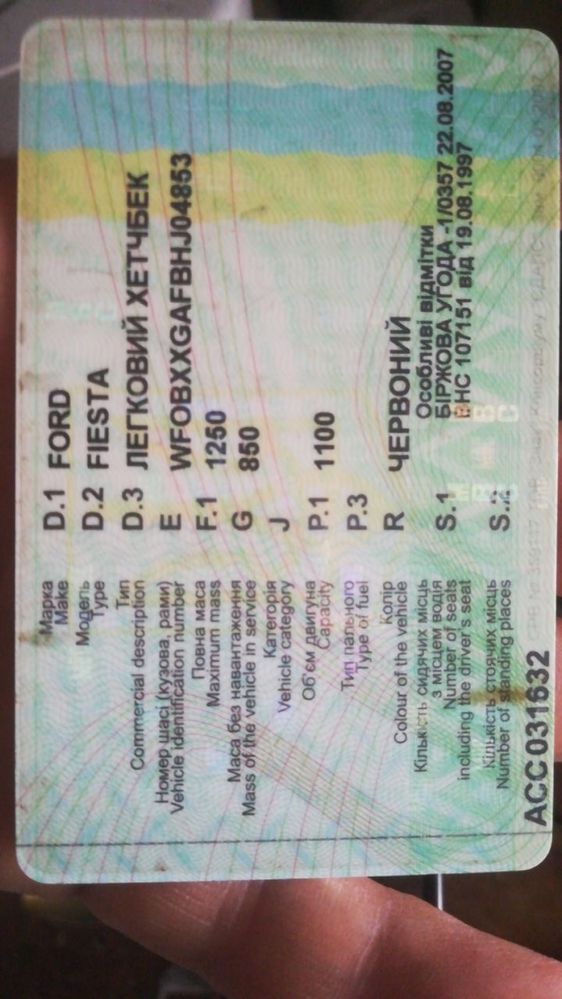 Марка D.1 FORD
Make
Модель D.2 FIESTA
Type
Тип D.3 ЛЕГКОВИЙ ХЕТЧБЕК
Commercial description
Номер шасі (кузова, рами) E WFOBXXGAFBHJ04853
Vehicle identification number
Повна маса F.1 1250
Maximum mass
Маса без навантаження G 850
Mass of the vehicle in service
Категорія J
Vehicle category
Об'єм двигуна P.1 1100
Capacity
Тип пального P.3
Type of fuel
Колір R ЧЕРВОНИЙ
Colour of the vehicle
Кількість сидячих місць S.1 Особливі відмітки
з місцем водія БІРЖОВА УГОДА -1/0357 22.08.2007
Number of seats ВНС 107151 від 19.08.1997
including the driver's seat
Кількість стоячих місць S.2
Number of standing places
ACC031632